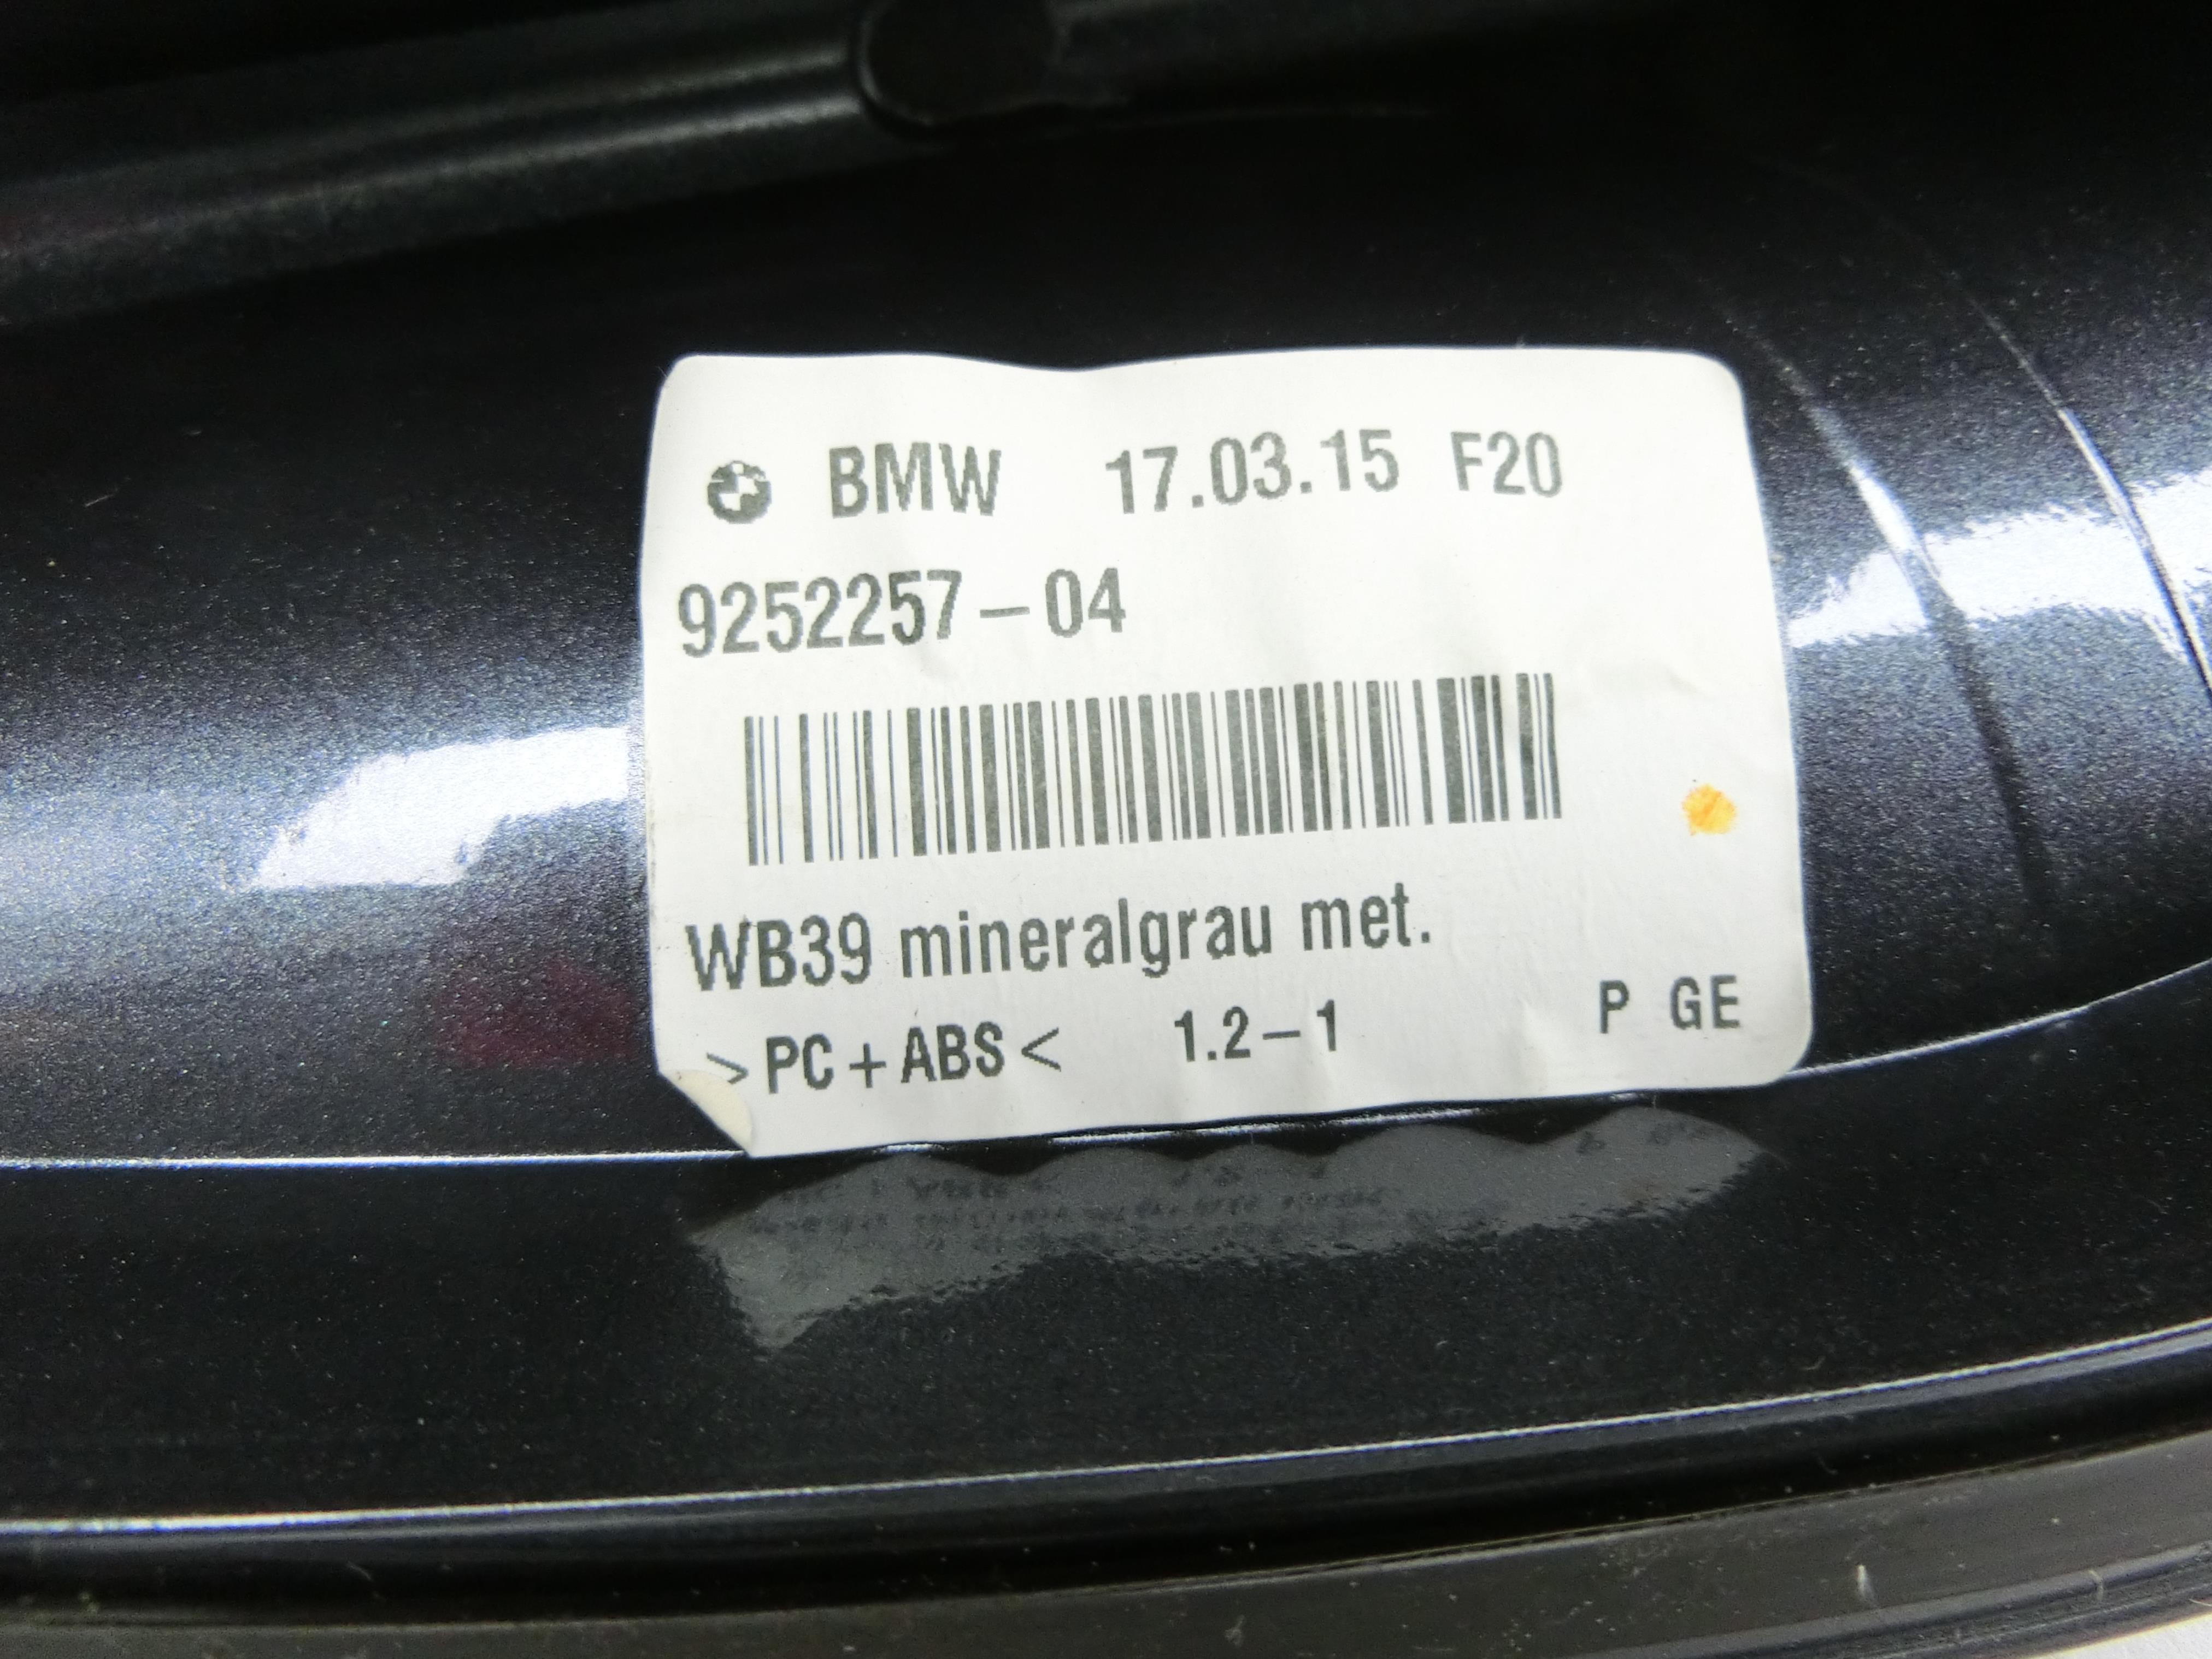 BMW 17.03.15 F20
9252257-04
WB39 mineralgrau met.
>PC+ABS< 1.2-1 P GE